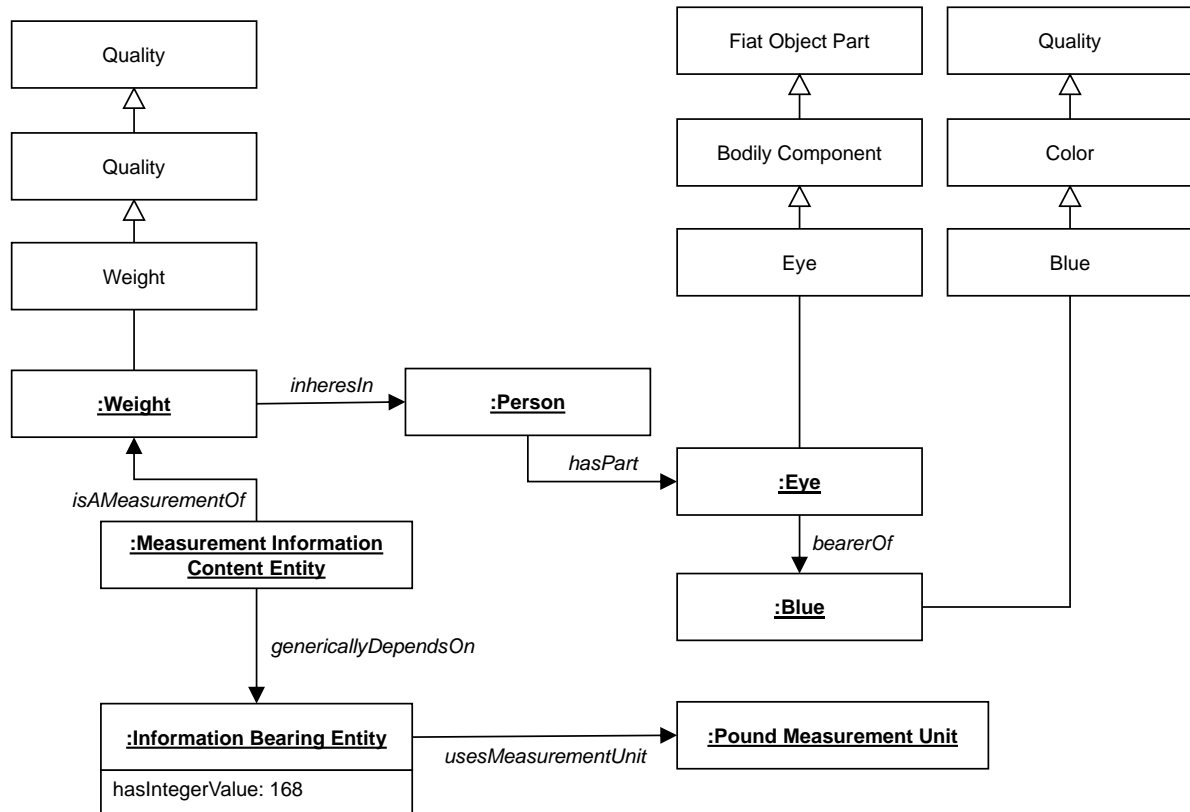 Quality
Fiat Object Part
Quality
Quality
Bodily Component
Color
Weight
Eye
Blue
:Weight
inheresIn
:Person
hasPart
:Eye
isAMeasurementOf
:Measurement Information
Content Entity
bearerOf
:Blue
genericallyDependsOn
:Information Bearing Entity
usesMeasurementUnit
:Pound Measurement Unit
hasIntegerValue: 168